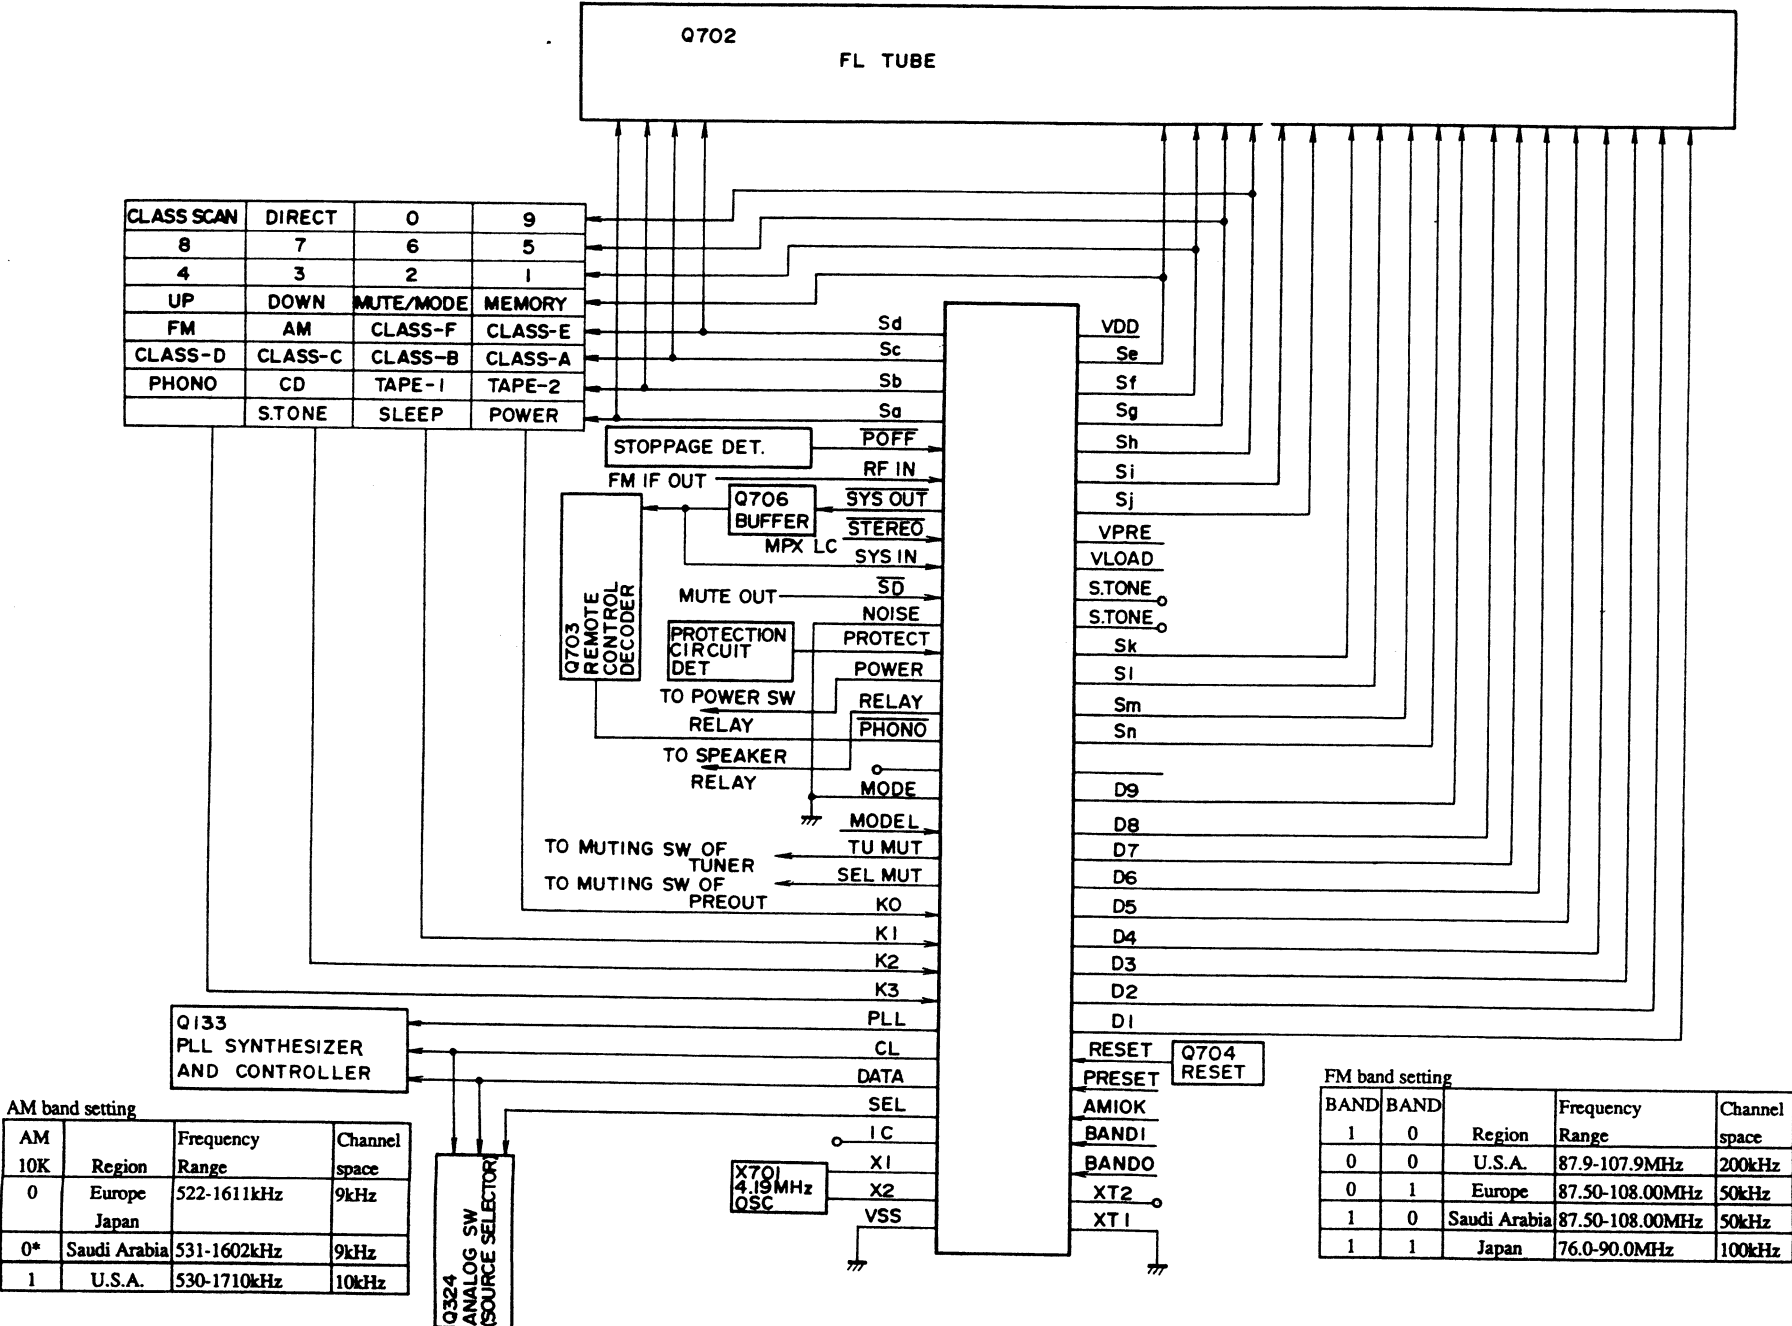 Q702
FL TUBE
CLASS SCAN DIRECT 0 9
8 7 6 5
4 3 2 1
UP DOWN MUTE/MODE MEMORY
FM AM CLASS-F CLASS-E
CLASS-D CLASS-C CLASS-B CLASS-A
PHONO CD TAPE-1 TAPE-2
S.TONE SLEEP POWER
Sd
Sc
Sb
Sa
STOPPAGE DET.
POFF
FM IF OUT
RF IN
Q706
BUFFER
SYS OUT
MPX LC
STEREO
SYS IN
MUTE OUT
SD
NOISE
Q703
REMOTE
CONTROL
DECODER
PROTECTION
CIRCUIT
DET
PROTECT
POWER
TO POWER SW
RELAY
RELAY
PHONO
TO SPEAKER
RELAY
MODE
MODEL
TO MUTING SW OF
TUNER
TU MUT
TO MUTING SW OF
PREOUT
SEL MUT
K0
K1
K2
K3
Q133
PLL SYNTHESIZER
AND CONTROLLER
PLL
CL
DATA
SEL
IC
X701
4.19MHz
OSC
X1
X2
VSS
Q324
ANALOG SW
(SOURCE SELECTOR)
VDD
Se
Sf
Sg
Sh
Si
Sj
VPRE
VLOAD
S.TONE
S.TONE
Sk
Sl
Sm
Sn
D9
D8
D7
D6
D5
D4
D3
D2
D1
RESET
Q704
RESET
PRESET
AM10K
BAND1
BAND0
XT2
XT1
AM band setting
AM Frequency Channel
10K Region Range space
0 Europe 522-1611kHz 9kHz
Japan
0* Saudi Arabia 531-1602kHz 9kHz
1 U.S.A. 530-1710kHz 10kHz
FM band setting
BAND BAND Frequency Channel
1 0 Region Range space
0 0 U.S.A. 87.9-107.9MHz 200kHz
0 1 Europe 87.50-108.00MHz 50kHz
1 0 Saudi Arabia 87.50-108.00MHz 50kHz
1 1 Japan 76.0-90.0MHz 100kHz